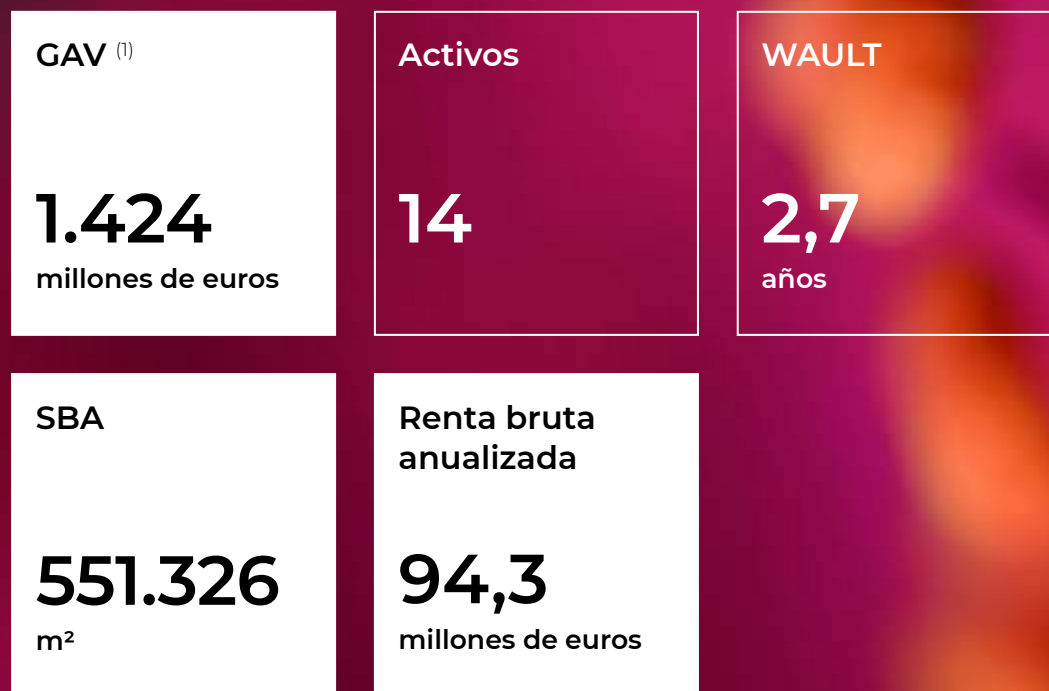 GAV (1)
1.424
millones de euros
Activos
14
WAULT
2,7
años
SBA
551.326
m²
Renta bruta
anualizada
94,3
millones de euros